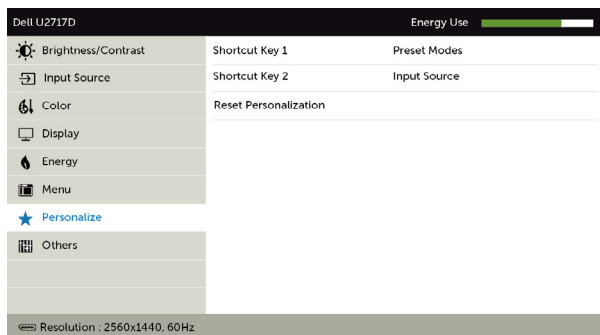 Dell U2717D
Energy Use
Brightness/Contrast
Input Source
Color
Display
Energy
Menu
Personalize
Others
Shortcut Key 1 Preset Modes
Shortcut Key 2 Input Source
Reset Personalization
Resolution : 2560x1440, 60Hz